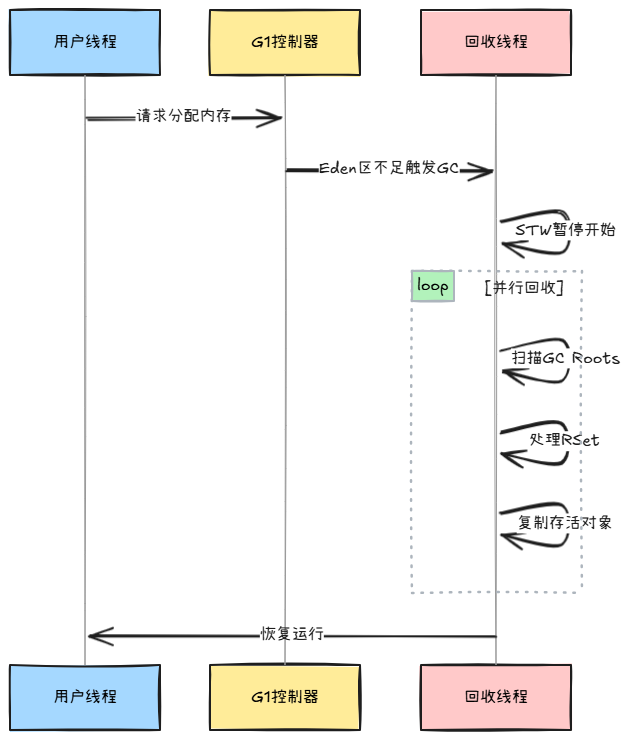 用户线程
G1控制器
回收线程
请求分配内存
Eden区不足触发GC
STW暂停开始
loop
[并行回收]
扫描GC Roots
处理RSet
复制存活对象
恢复运行
用户线程
G1控制器
回收线程